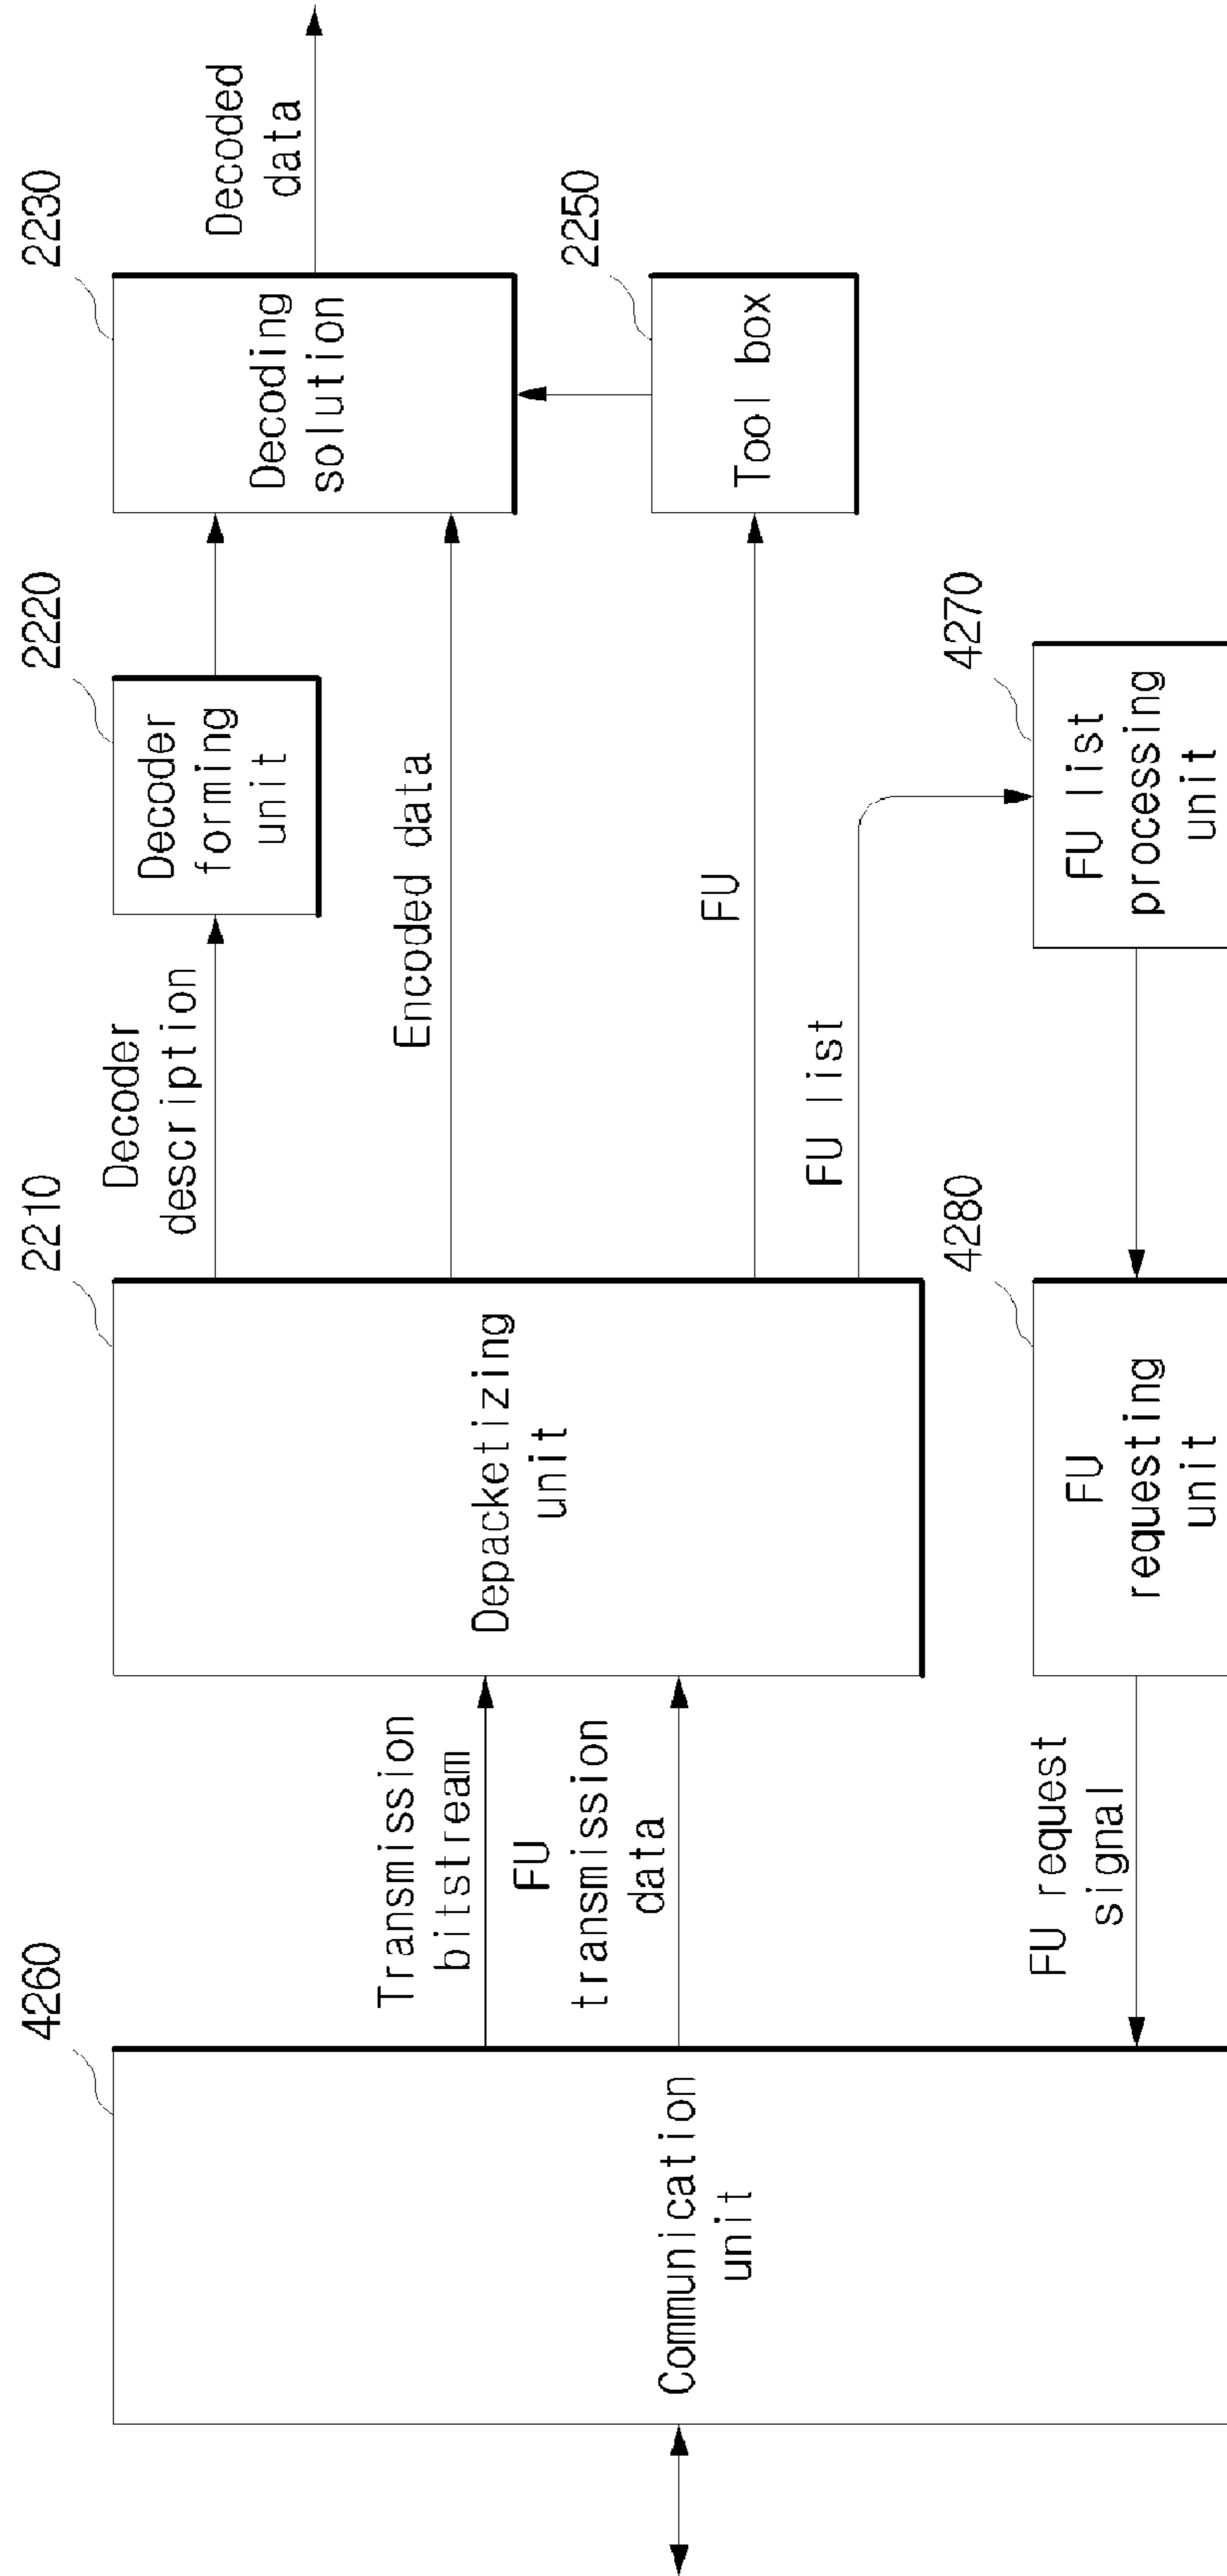 4260
Communication
unit
Transmission
bitstream
FU
transmission
data
FU request
signal
2210
Depacketizing
unit
4280
FU
requesting
unit
Decoder
description
Encoded data
FU
FU list
2220
Decoder
forming
unit
4270
FU list
processing
unit
2230
Decoding
solution
2250
Tool box
Decoded
data